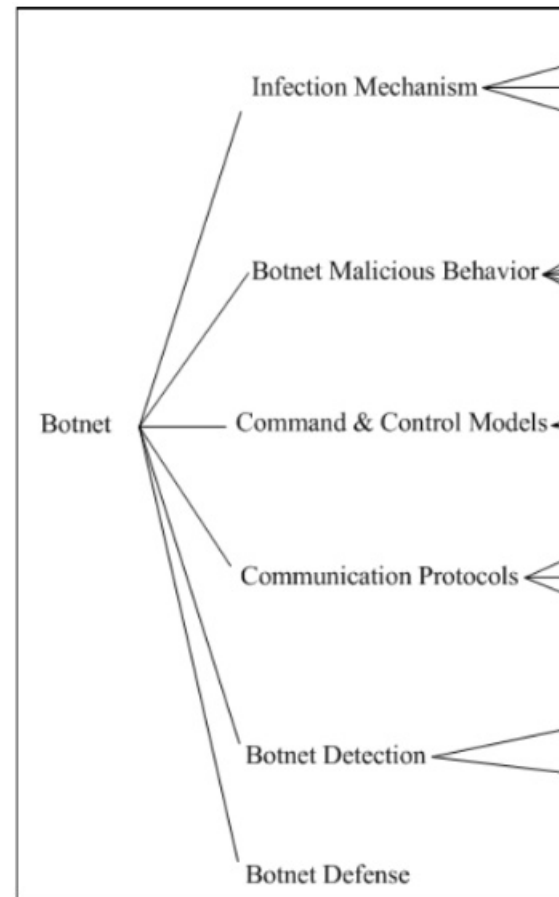 Infection Mechanism
Botnet Malicious Behavior
Botnet
Command & Control Models
Communication Protocols
Botnet Detection
Botnet Defense